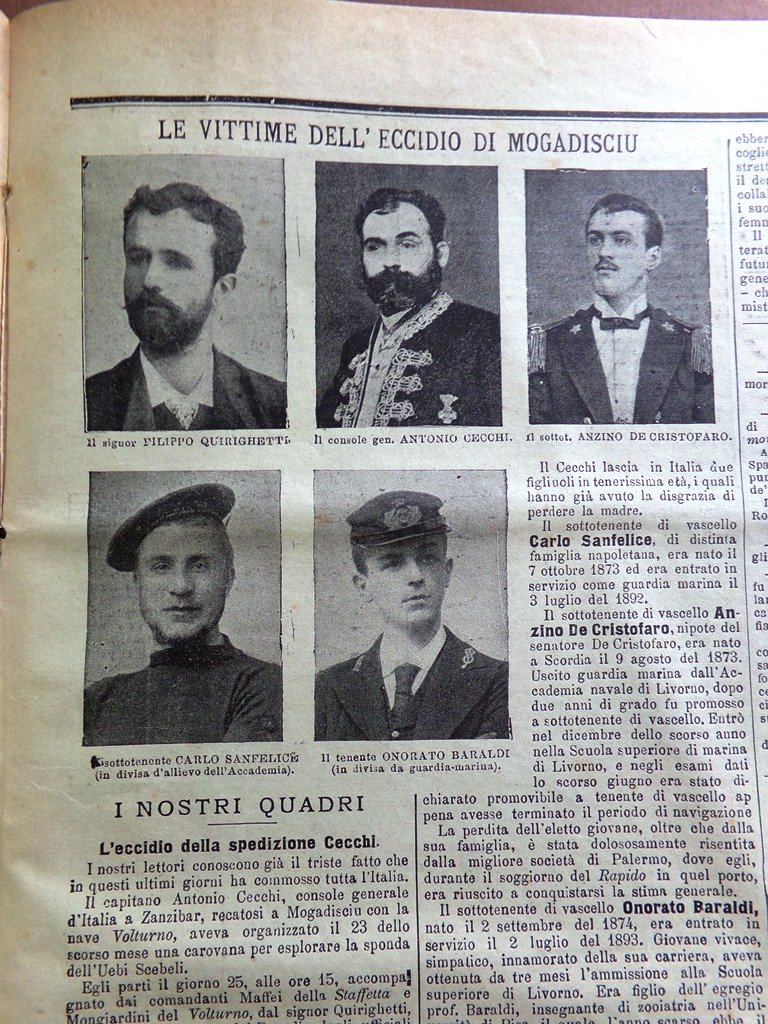 LE VITTIME DELL' ECCIDIO DI MOGADISCIU
Il signor FILIPPO QUIRIGHETTI.
Il console gen. ANTONIO CECCHI.
Il sottot. ANZINO DE CRISTOFARO.
sottotenente CARLO SANFELICE
(in divisa d'allievo dell'Accademia).
Il tenente ONORATO BARALDI
(in divisa da guardia-marina).
I NOSTRI QUADRI
L'eccidio della spedizione Cecchi.
I nostri lettori conoscono già il triste fatto che
in questi ultimi giorni ha commosso tutta l'Italia.
Il capitano Antonio Cecchi, console generale
d'Italia a Zanzibar, recatosi a Mogadisciu con la
nave Volturno, aveva organizzato il 23 dello
scorso mese una carovana per esplorare la sponda
dell'Uebi Scebeli.
Egli partì il giorno 25, alle ore 15, accompa
gnato dai comandanti Maffei della Staffetta e
Mongiardini del Volturno, dal signor Quirighetti,
Il Cecchi lascia in Italia due
figliuoli in tenerissima età, i quali
hanno già avuto la disgrazia di
perdere la madre.
Il sottotenente di vascello
Carlo Sanfelice, di distinta
famiglia napoletana, era nato il
7 ottobre 1873 ed era entrato in
servizio come guardia marina il
3 luglio del 1892.
Il sottotenente di vascello An-
zino De Cristofaro, nipote del
senatore De Cristofaro, era nato
a Scordia il 9 agosto del 1873.
Uscito guardia marina dall'Ac-
cademia navale di Livorno, dopo
due anni di grado fu promosso
a sottotenente di vascello. Entrò
nel dicembre dello scorso anno
nella Scuola superiore di marina
di Livorno, e negli esami dati
lo scorso giugno era stato di-
chiarato promovibile a tenente di vascello ap
pena avesse terminato il periodo di navigazione
La perdita dell'eletto giovane, oltre che dalla
sua famiglia, è stata dolososamente risentita
dalla migliore società di Palermo, dove egli,
durante il soggiorno del Rapido in quel porto,
era riuscito a conquistarsi la stima generale.
Il sottotenente di vascello Onorato Baraldi,
nato il 2 settembre del 1874, era entrato in
servizio il 2 luglio del 1893. Giovane vivace,
simpatico, innamorato della sua carriera, aveva
ottenuta da tre mesi l'ammissione alla Scuola
superiore di Livorno. Era figlio dell'egregio
prof. Baraldi, insegnante di zooiatria nell'Uni-